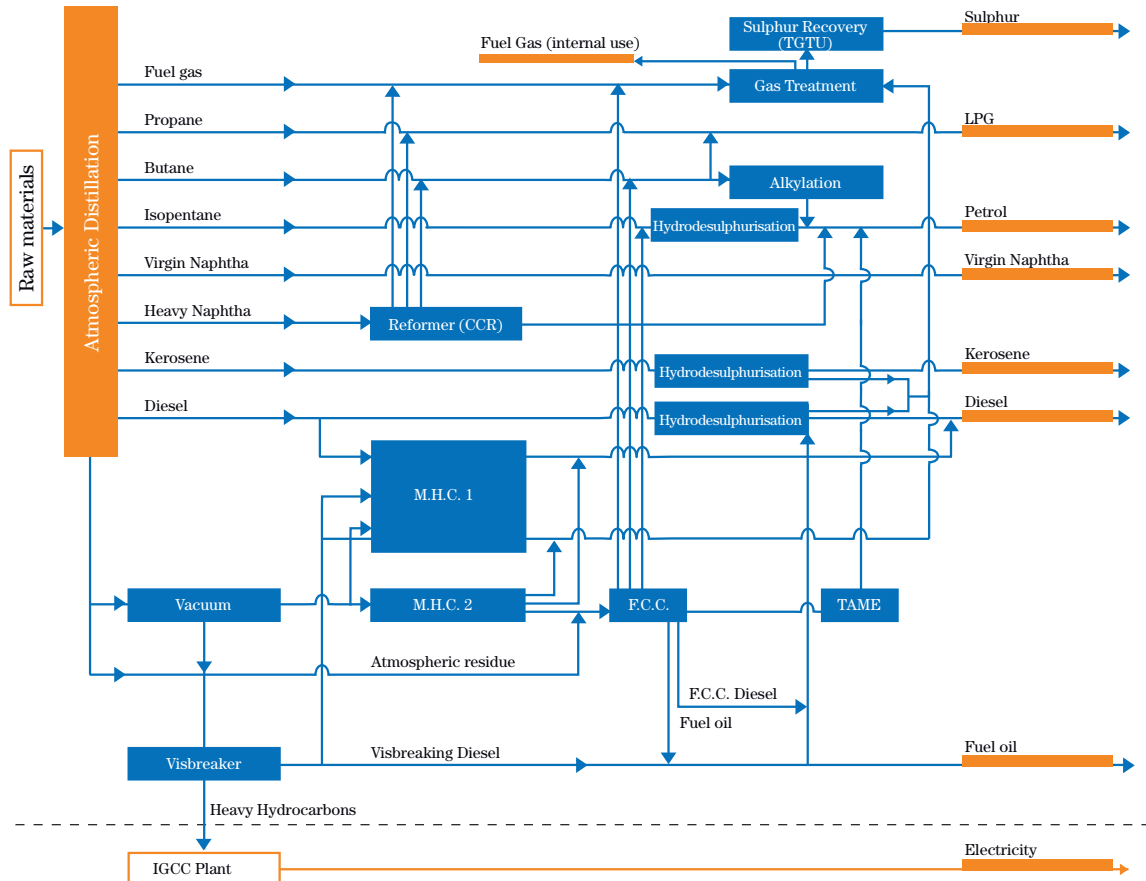 Sulphur
Sulphur Recovery
(TGTU)
Fuel Gas (internal use)
Fuel gas
Gas Treatment
Propane
LPG
Butane
Alkylation
Isopentane
Hydrodesulphurisation
Petrol
Virgin Naphtha
Virgin Naphtha
Heavy Naphtha
Reformer (CCR)
Kerosene
Hydrodesulphurisation
Kerosene
Diesel
Hydrodesulphurisation
Diesel
Raw materials
Atmospheric Distillation
M.H.C. 1
Vacuum
M.H.C. 2
F.C.C.
TAME
Atmospheric residue
F.C.C. Diesel
Fuel oil
Visbreaker
Visbreaking Diesel
Fuel oil
Heavy Hydrocarbons
IGCC Plant
Electricity